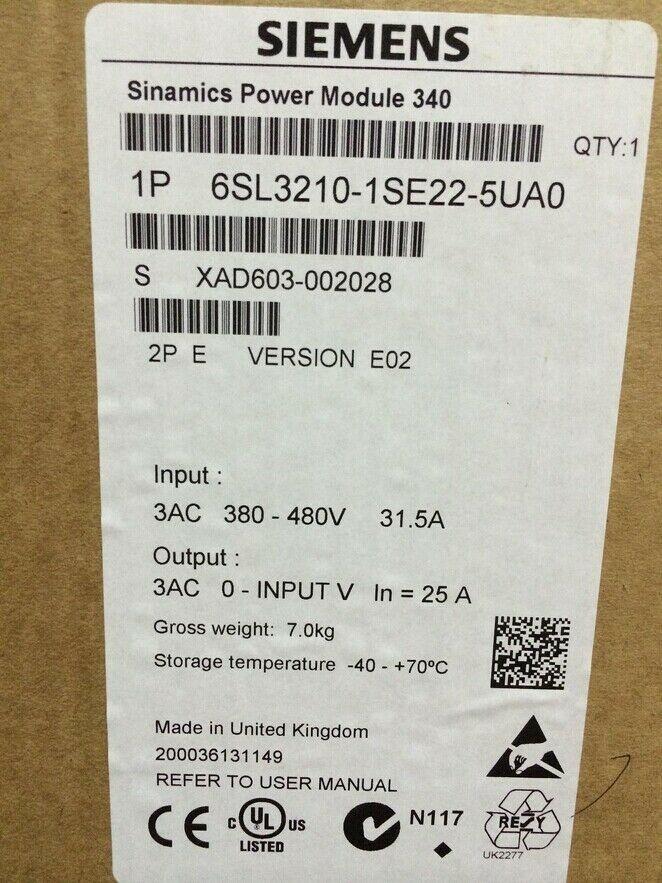 SIEMENS
Sinamics Power Module 340
QTY:1
1P 6SL3210-1SE22-5UA0
S XAD603-002028
2P E VERSION E02
Input :
3AC 380 - 480V 31.5A
Output :
3AC 0 - INPUT V In = 25 A
Gross weight: 7.0kg
Storage temperature -40 - +70ºC
Made in United Kingdom
200036131149
REFER TO USER MANUAL
CE
C UL US
LISTED
N117
RESY
UK2277